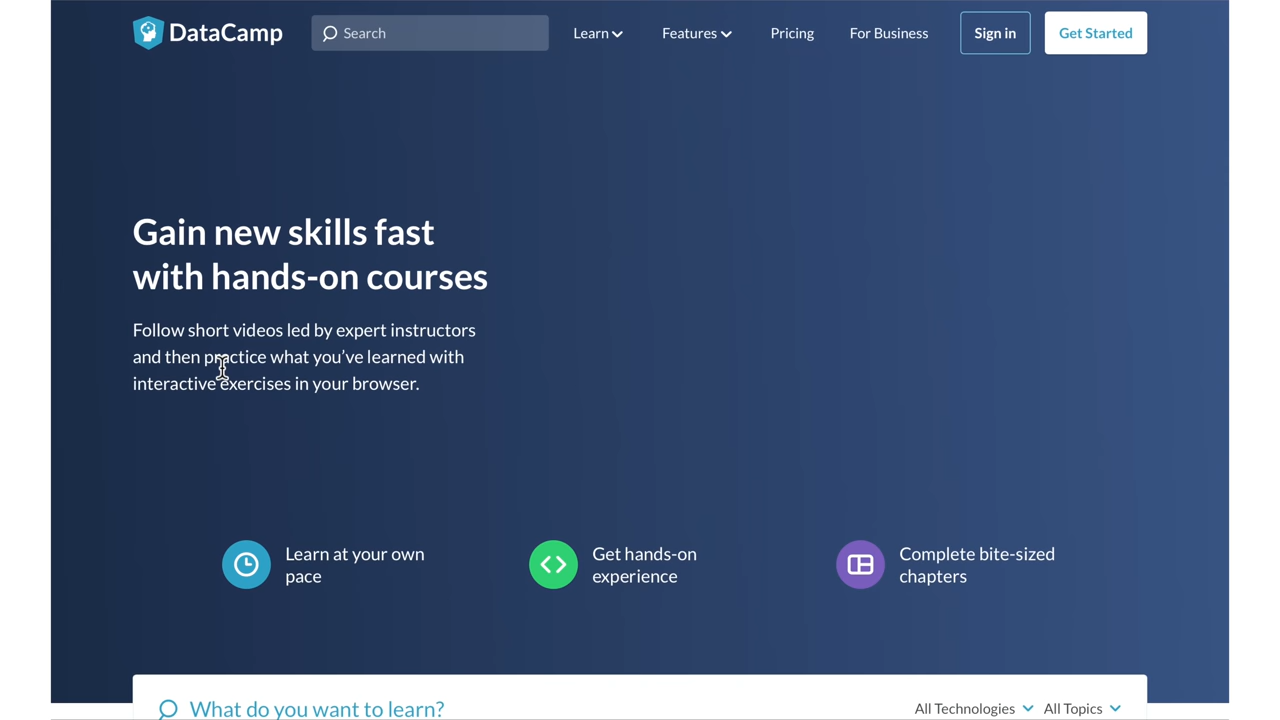 DataCamp
Search
Learn
Features
Pricing
For Business
Sign in
Get Started
Gain new skills fast
with hands-on courses
Follow short videos led by expert instructors
and then practice what you’ve learned with
interactive exercises in your browser.
Learn at your own
pace
Get hands-on
experience
Complete bite-sized
chapters
What do you want to learn?
All Technologies
All Topics